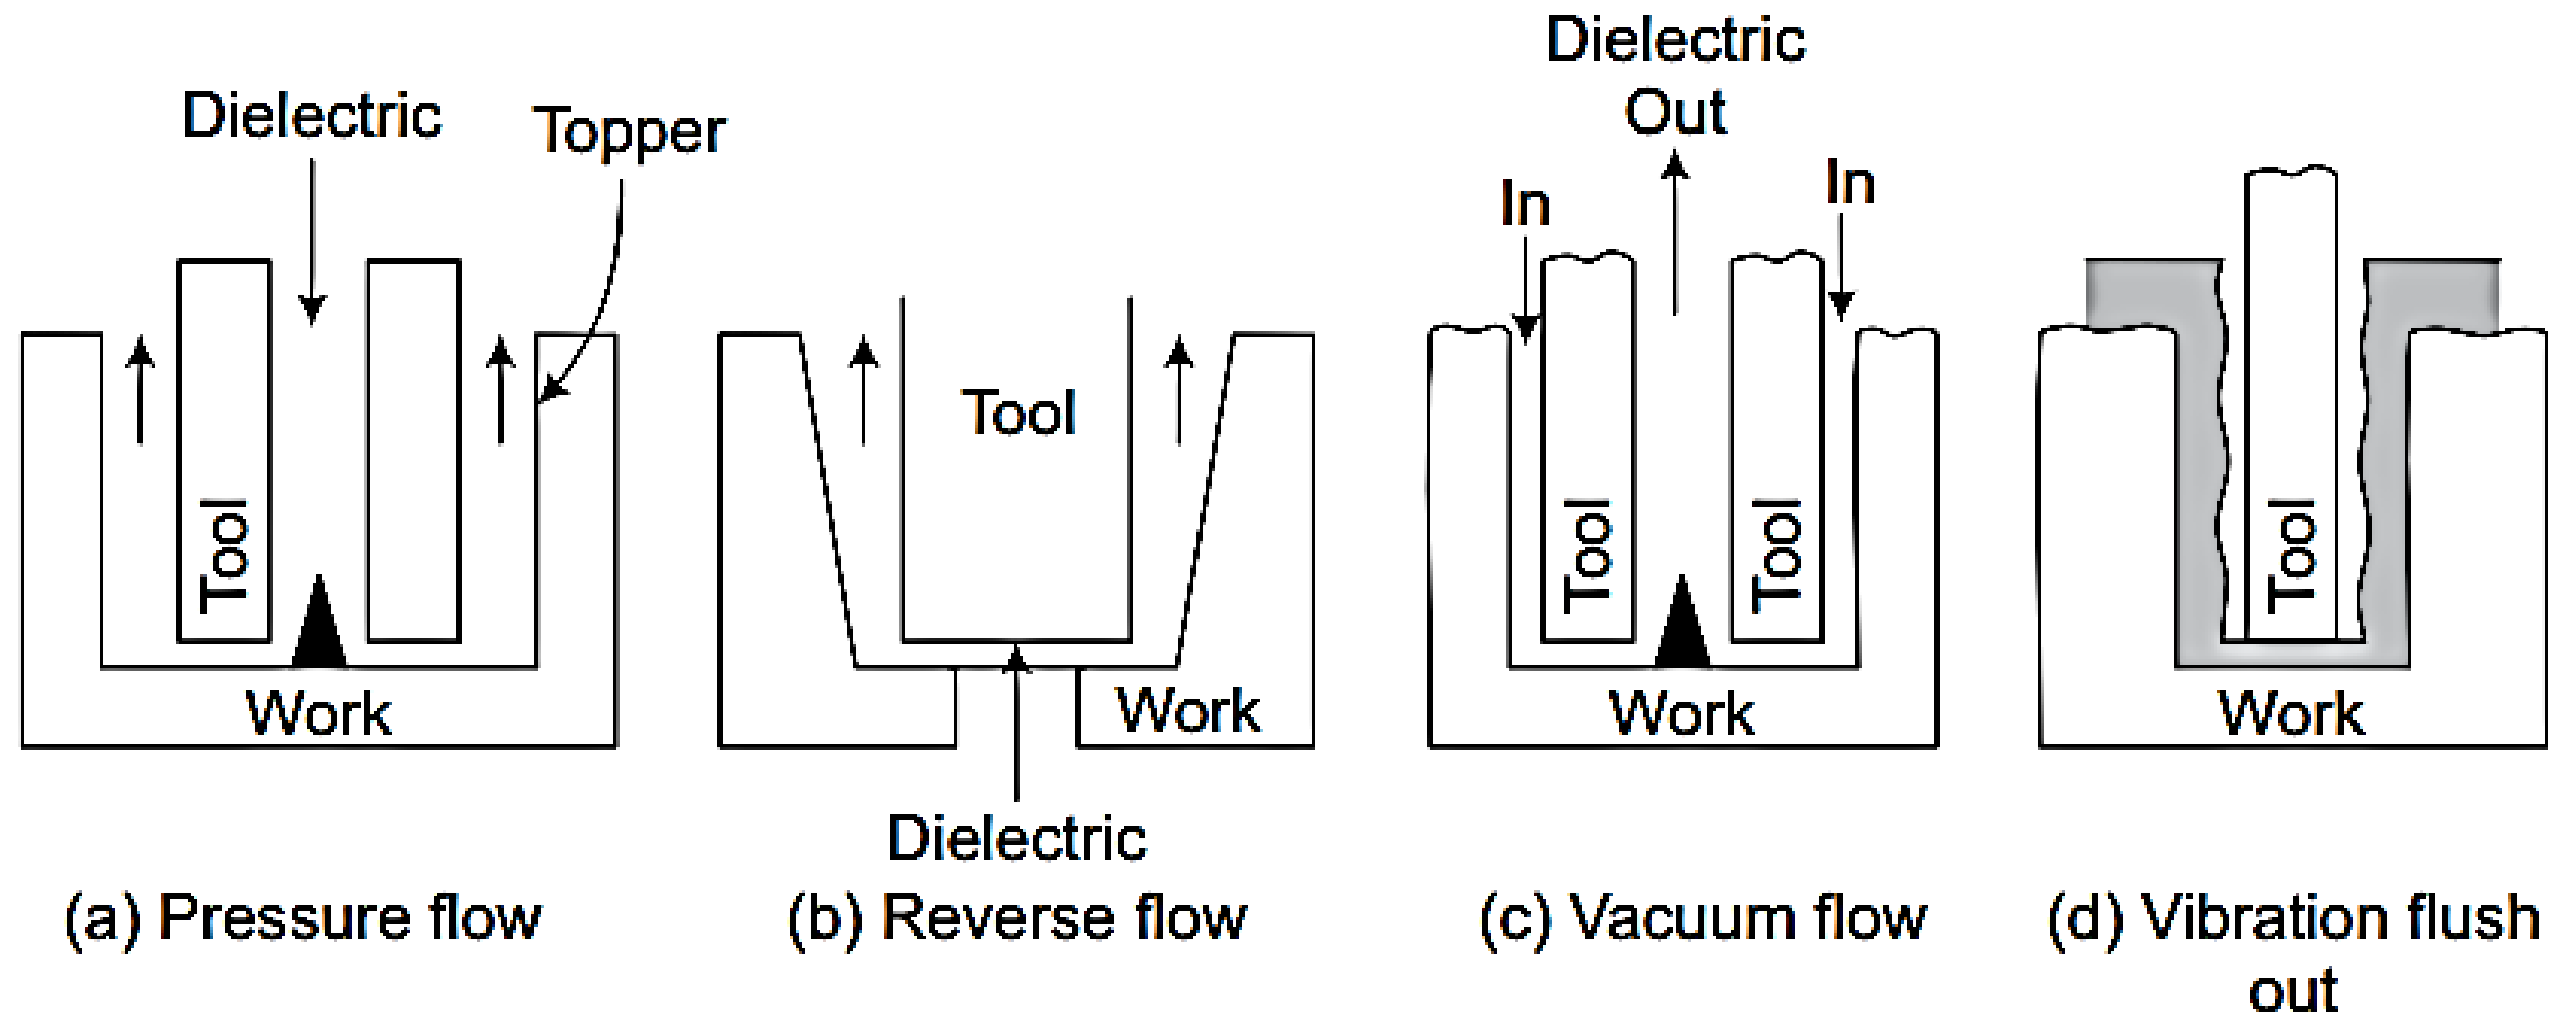 Dielectric
Topper
Tool
Work
(a) Pressure flow
Tool
Work
Dielectric
(b) Reverse flow
Dielectric
Out
In
In
Tool
Tool
Work
(c) Vacuum flow
Tool
Work
(d) Vibration flush
out